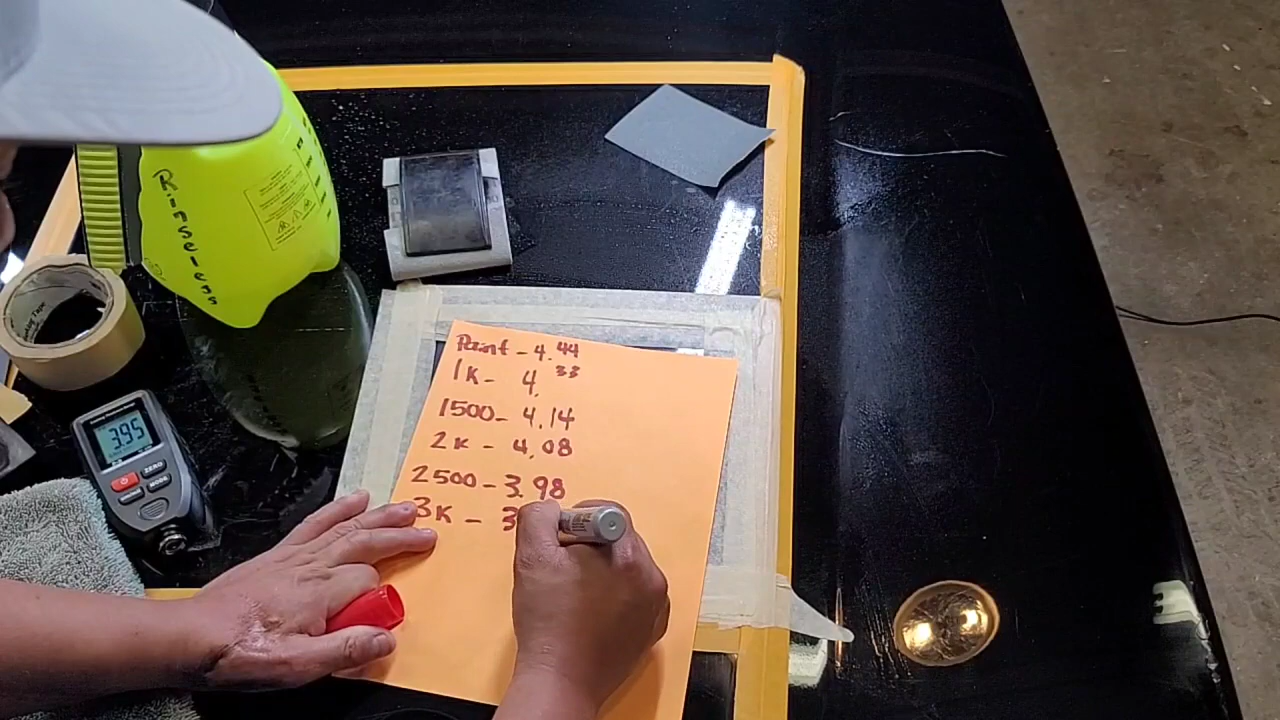 Rinseless
Paint - 4.44
1K - 4.33
1500 - 4.14
2K - 4.08
2500 - 3.98
3K - 3
3.95
ZERO